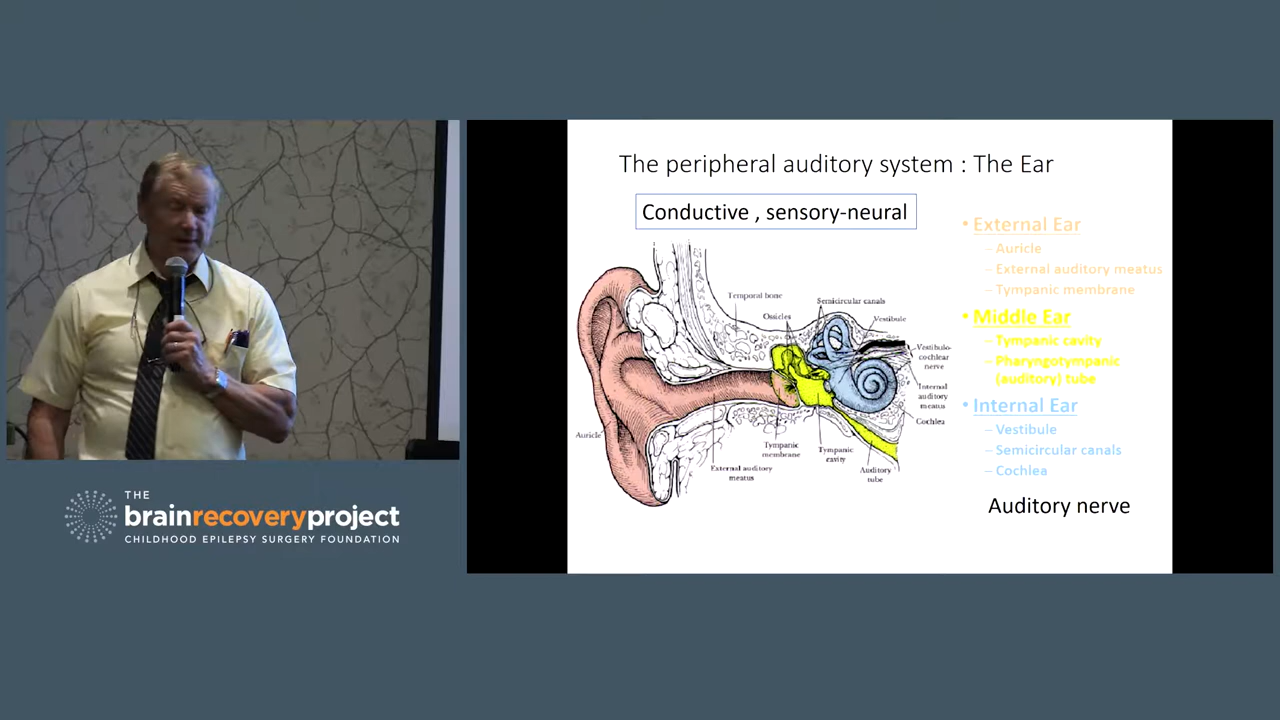 The peripheral auditory system : The Ear
Conductive , sensory-neural
• External Ear
– Auricle
– External auditory meatus
– Tympanic membrane
• Middle Ear
– Tympanic cavity
– Pharyngotympanic
(auditory) tube
• Internal Ear
– Vestibule
– Semicircular canals
– Cochlea
Auditory nerve
Temporal bone
Semicircular canals
Ossicles
Vestibule
Vestibulo-
cochlear
nerve
Internal
auditory
meatus
Cochlea
Auricle
Tympanic
membrane
Tympanic
cavity
External auditory
meatus
Auditory
tube
THE
brainrecoveryproject
CHILDHOOD EPILEPSY SURGERY FOUNDATION